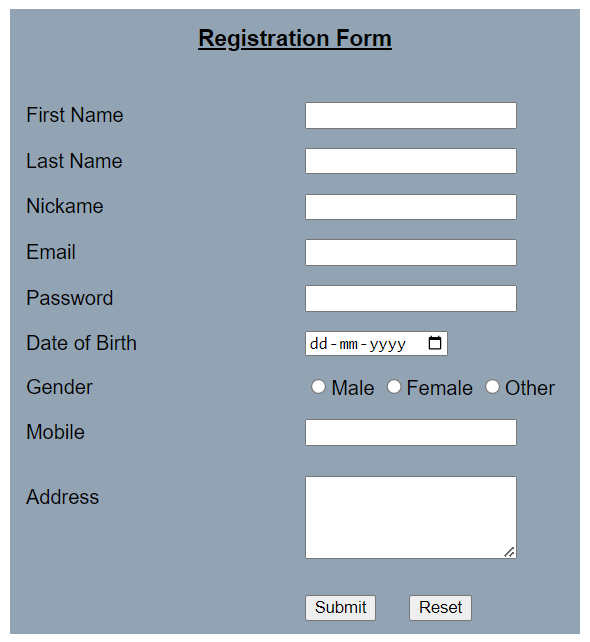 Registration Form
First Name
Last Name
Nickame
Email
Password
Date of Birth dd-mm-yyyy
Gender Male Female Other
Mobile
Address
Submit Reset